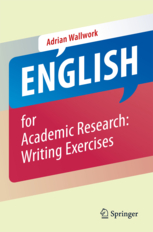 Adrian Wallwork
ENGLISH
for
Academic Research:
Writing Exercises
Springer